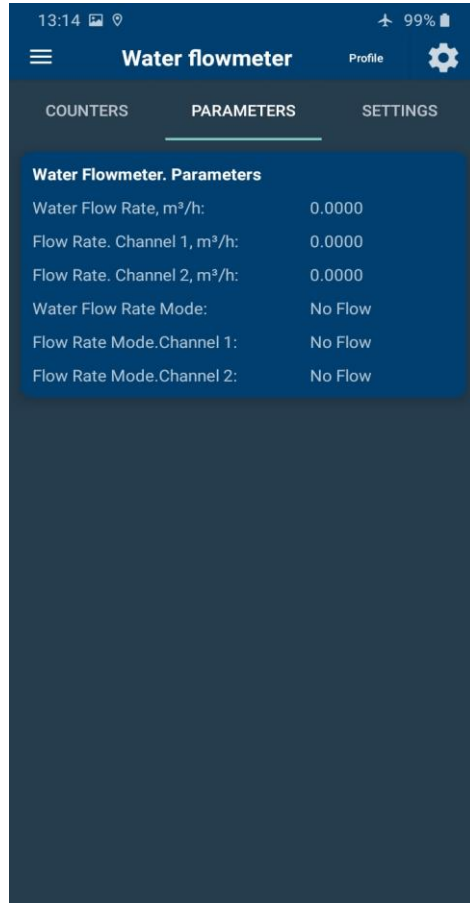 13:14 99%
Water flowmeter Profile
COUNTERS PARAMETERS SETTINGS
Water Flowmeter. Parameters
Water Flow Rate, m³/h: 0.0000
Flow Rate. Channel 1, m³/h: 0.0000
Flow Rate. Channel 2, m³/h: 0.0000
Water Flow Rate Mode: No Flow
Flow Rate Mode.Channel 1: No Flow
Flow Rate Mode.Channel 2: No Flow